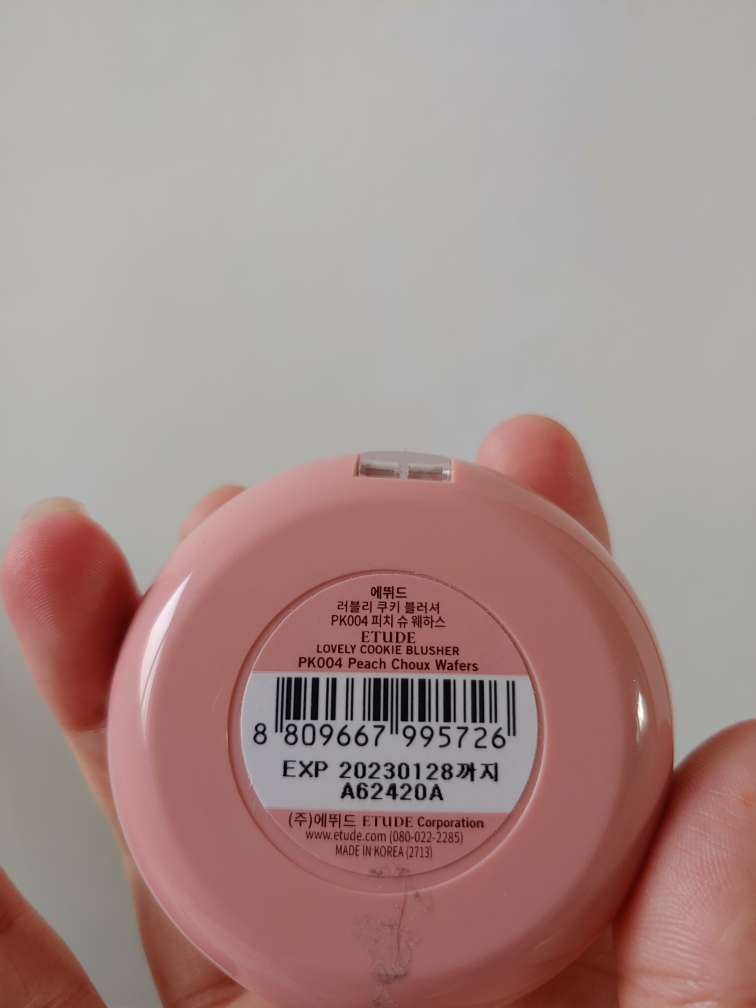 에뛰드
러블리 쿠키 블러셔
PK004 피치 슈 웨하스
ETUDE
LOVELY COOKIE BLUSHER
PK004 Peach Choux Wafers
8 809667 995726
EXP 20230128까지
A62420A
(주)에뛰드 ETUDE Corporation
www.etude.com (080-022-2285)
MADE IN KOREA (2713)